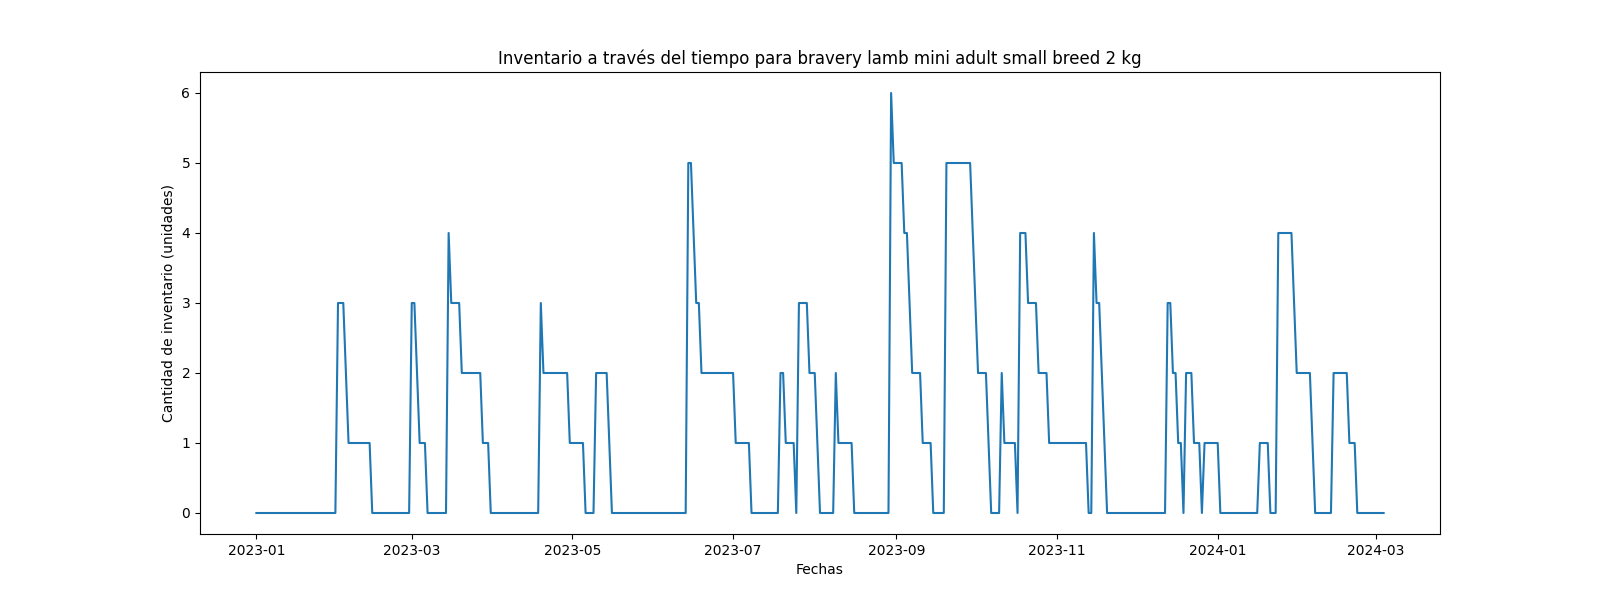 Inventario a través del tiempo para bravery lamb mini adult small breed 2 kg
Cantidad de inventario (unidades)
6
5
4
3
2
1
0
2023-01 2023-03 2023-05 2023-07 2023-09 2023-11 2024-01 2024-03
Fechas